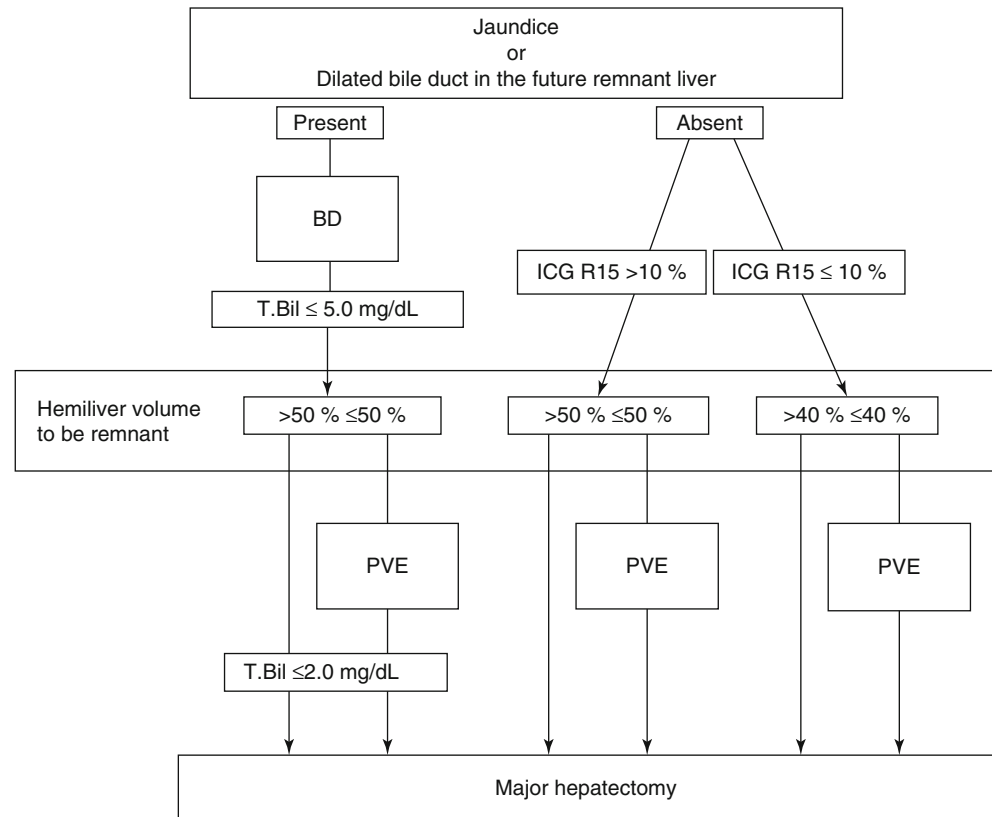 Jaundice
or
Dilated bile duct in the future remnant liver
Present
Absent
BD
ICG R15 >10 %
ICG R15 ≤ 10 %
T.Bil ≤ 5.0 mg/dL
Hemiliver volume
to be remnant
>50 % ≤50 %
>50 % ≤50 %
>40 % ≤40 %
PVE
PVE
PVE
T.Bil ≤2.0 mg/dL
Major hepatectomy